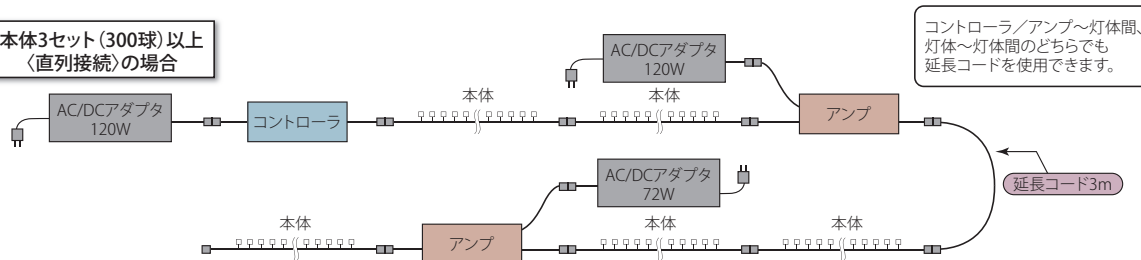 本体3セット(300球)以上
〈直列接続〉の場合
AC/DCアダプタ
120W
コントローラ/アンプ〜灯体間、
灯体〜灯体間のどちらでも
延長コードを使用できます。
AC/DCアダプタ
120W
コントローラ
本体
本体
アンプ
延長コード3m
AC/DCアダプタ
72W
本体
アンプ
本体
本体